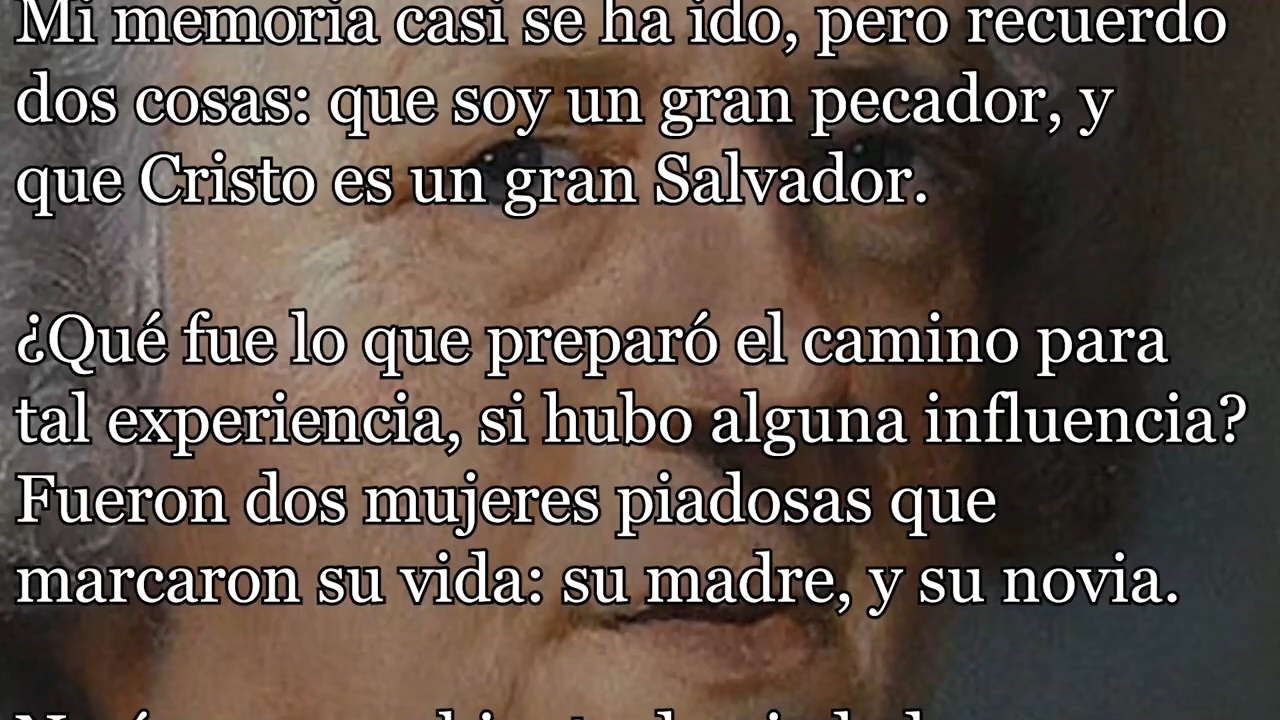 Mi memoria casi se ha ido, pero recuerdo
dos cosas: que soy un gran pecador, y
que Cristo es un gran Salvador.
¿Qué fue lo que preparó el camino para
tal experiencia, si hubo alguna influencia?
Fueron dos mujeres piadosas que
marcaron su vida: su madre, y su novia.